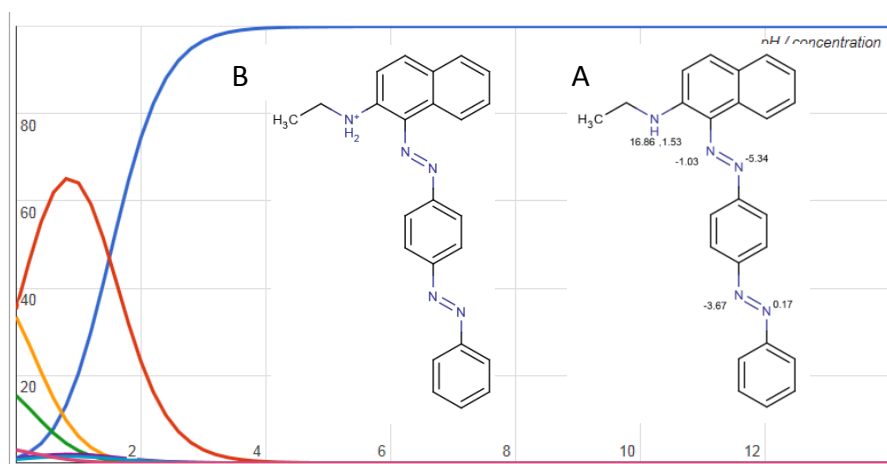 pH / concentration
B
A
80
60
40
20
2
4
6
8
10
12
H₃C
N⁺
H₂
N
N
N
N
H₃C
N
H
16.86 ,1.53
-1.03
N
N
-5.34
-3.67
N
N
0.17